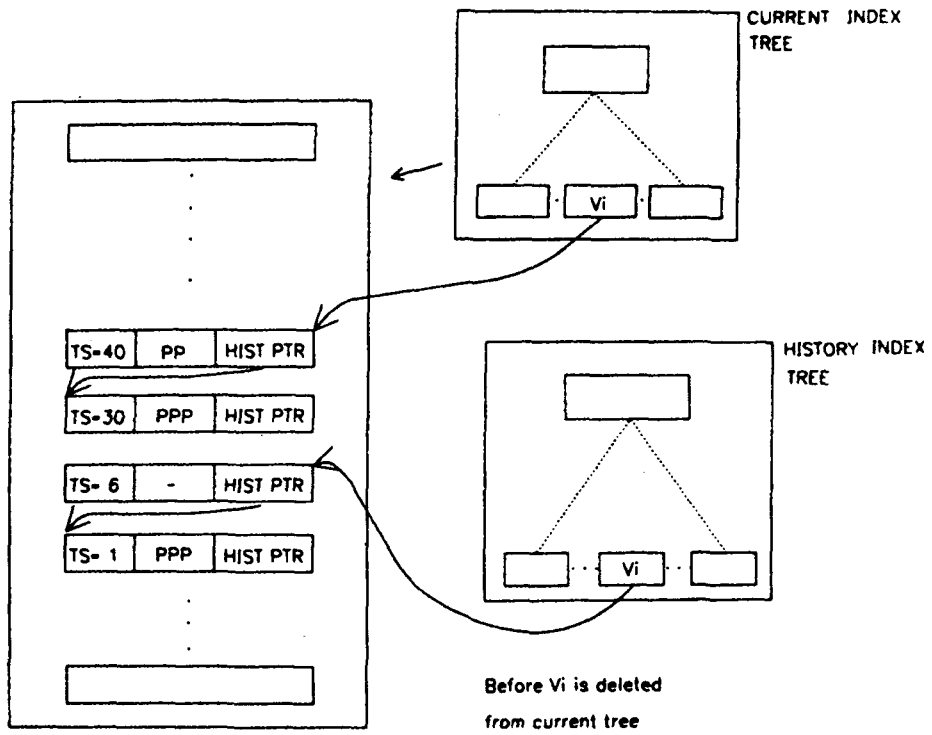 CURRENT INDEX
TREE
Vi
TS=40 PP HIST PTR
TS=30 PPP HIST PTR
TS= 6 - HIST PTR
TS= 1 PPP HIST PTR
HISTORY INDEX
TREE
Vi
Before Vi is deleted
from current tree